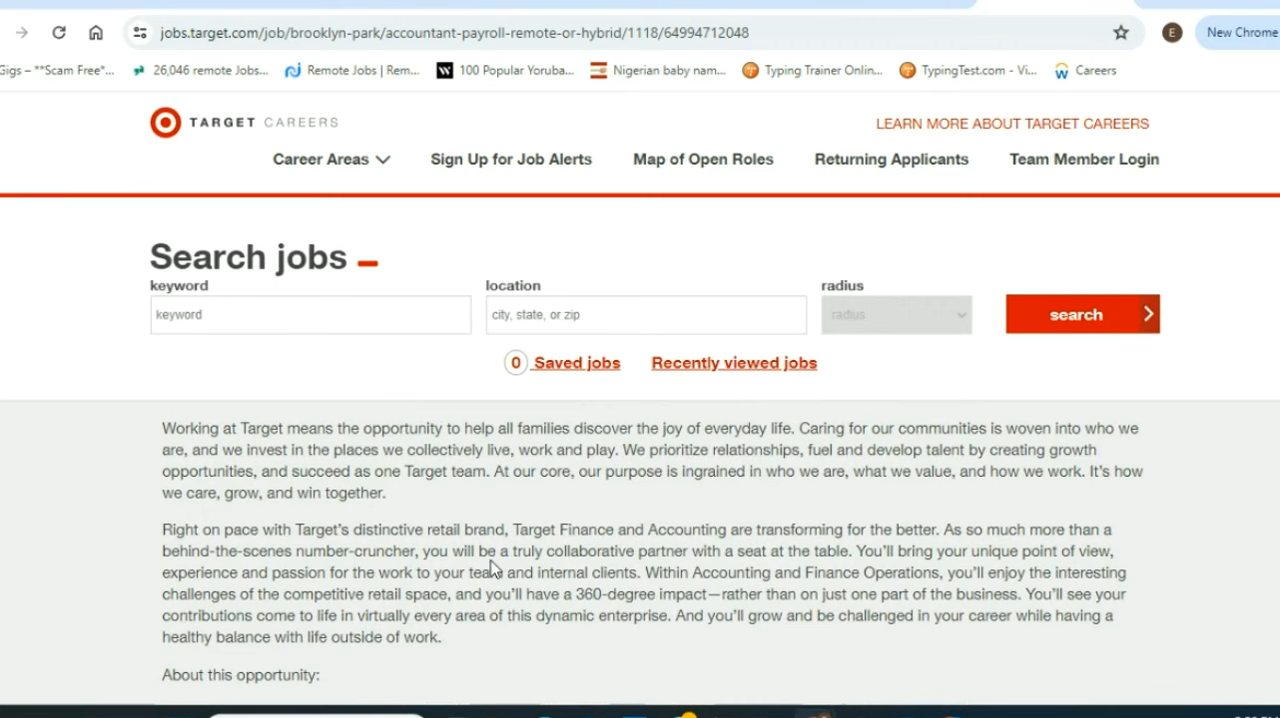 jobs.target.com/job/brooklyn-park/accountant-payroll-remote-or-hybrid/1118/64994712048
E
New Chrome
Gigs – **Scam Free*...
26,046 remote Jobs...
Remote Jobs | Rem...
W
100 Popular Yoruba...
Nigerian baby nam...
Typing Trainer Onlin...
TypingTest.com - Vi...
Careers
TARGET CAREERS
LEARN MORE ABOUT TARGET CAREERS
Career Areas
Sign Up for Job Alerts
Map of Open Roles
Returning Applicants
Team Member Login
Search jobs
keyword
location
radius
keyword
city, state, or zip
radius
search
0 Saved jobs
Recently viewed jobs
Working at Target means the opportunity to help all families discover the joy of everyday life. Caring for our communities is woven into who we
are, and we invest in the places we collectively live, work and play. We prioritize relationships, fuel and develop talent by creating growth
opportunities, and succeed as one Target team. At our core, our purpose is ingrained in who we are, what we value, and how we work. It’s how
we care, grow, and win together.
Right on pace with Target’s distinctive retail brand, Target Finance and Accounting are transforming for the better. As so much more than a
behind-the-scenes number-cruncher, you will be a truly collaborative partner with a seat at the table. You’ll bring your unique point of view,
experience and passion for the work to your team and internal clients. Within Accounting and Finance Operations, you’ll enjoy the interesting
challenges of the competitive retail space, and you’ll have a 360-degree impact—rather than on just one part of the business. You’ll see your
contributions come to life in virtually every area of this dynamic enterprise. And you’ll grow and be challenged in your career while having a
healthy balance with life outside of work.
About this opportunity: